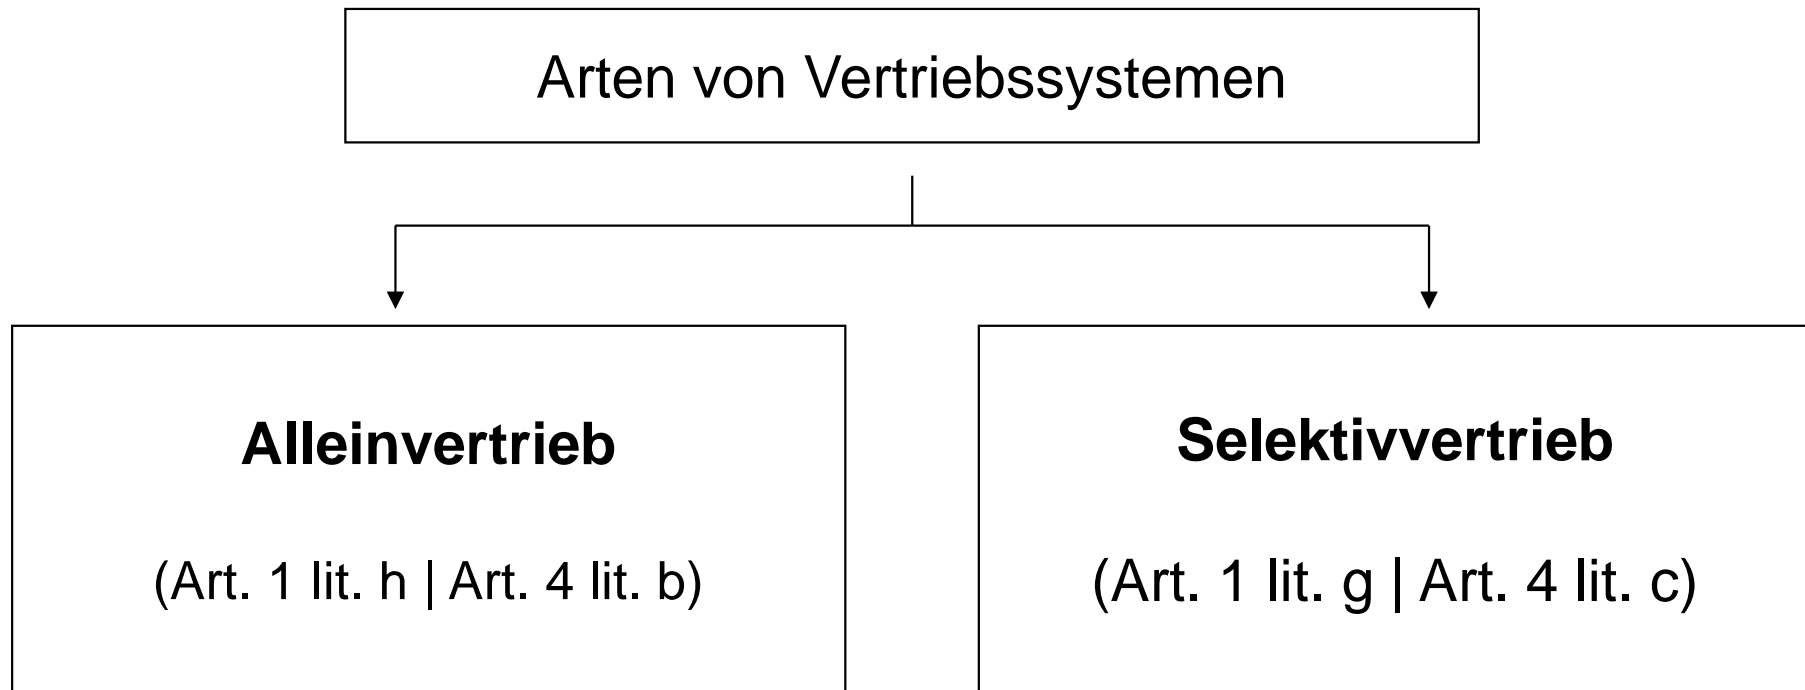 Arten von Vertriebssystemen
Alleinvertrieb
(Art. 1 lit. h | Art. 4 lit. b)
Selektivvertrieb
(Art. 1 lit. g | Art. 4 lit. c)